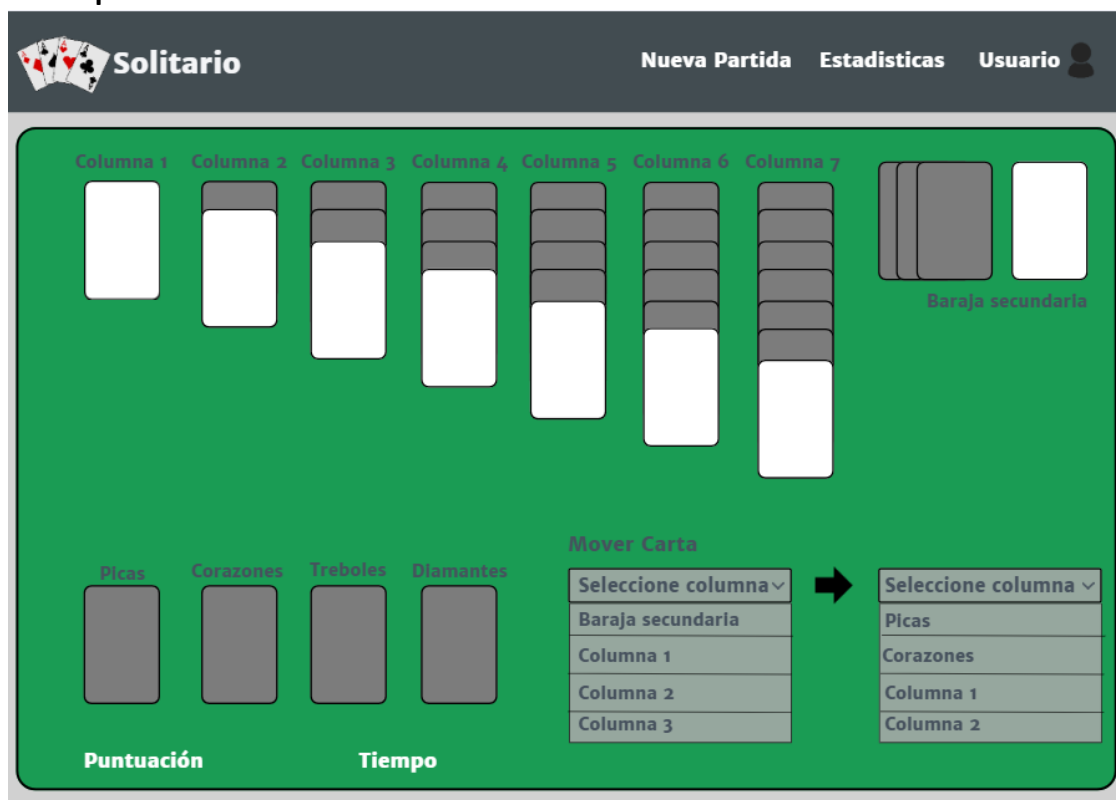 Solitario
Nueva Partida Estadisticas Usuario
Columna 1 Columna 2 Columna 3 Columna 4 Columna 5 Columna 6 Columna 7
Baraja secundaria
Mover Carta
Picas Corazones Treboles Diamantes
Seleccione columna Seleccione columna
Baraja secundaria Picas
Columna 1 Corazones
Columna 2 Columna 1
Columna 3 Columna 2
Puntuación Tiempo